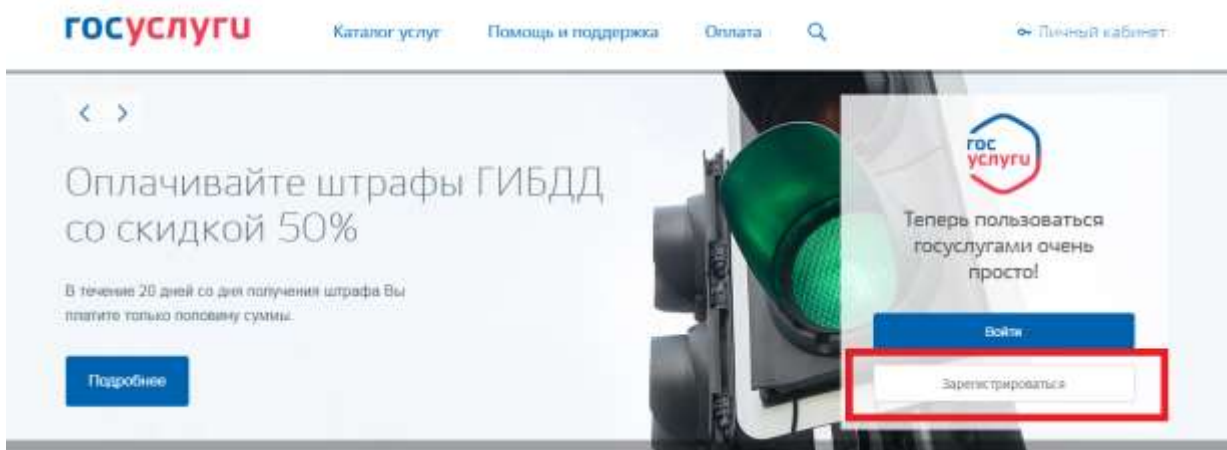 госуслуги
Каталог услуг Помощь и поддержка Оплата Личный кабинет
Оплачивайте штрафы ГИБДД
со скидкой 50%
В течение 20 дней со дня получения штрафа Вы
платите только половину суммы.
Подробнее
гос
услуги
Теперь пользоваться
госуслугами очень
просто!
Войти
Зарегистрироваться